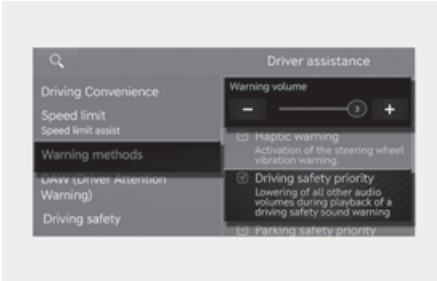 Driver assistance
Driving Convenience
Speed limit
Speed limit assist
Warning methods
DAW (Driver Attention
Warning)
Driving safety
Warning volume
− 3 +
Haptic warning
Activation of the steering wheel
vibration warning.
Driving safety priority
Lowering of all other audio
volumes during playback of a
driving safety sound warning
Parking safety priority